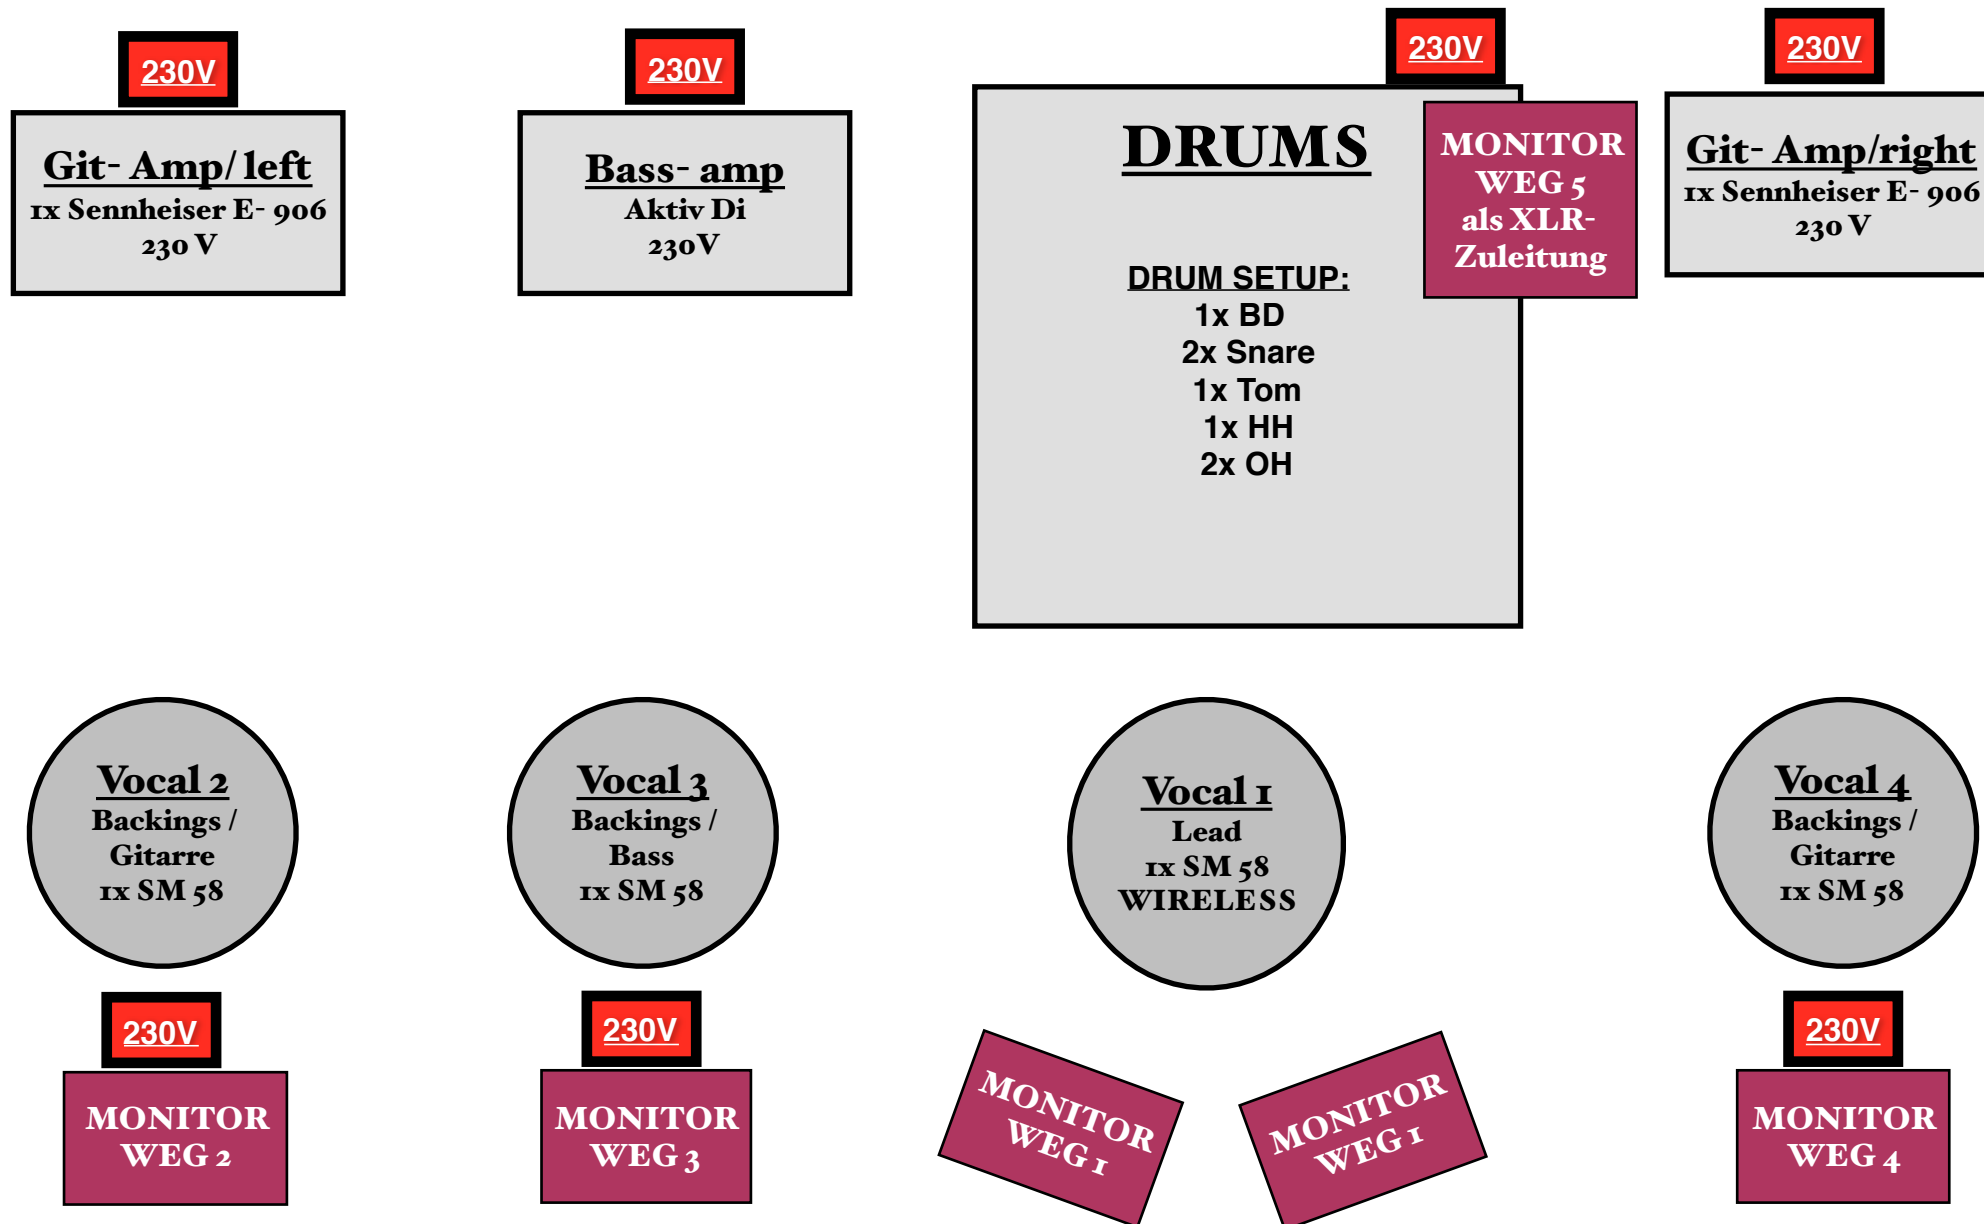 230V
Git- Amp/ left
1x Sennheiser E- 906
230 V
230V
Bass- amp
Aktiv Di
230V
230V
DRUMS
DRUM SETUP:
1x BD
2x Snare
1x Tom
1x HH
2x OH
MONITOR
WEG 5
als XLR-
Zuleitung
230V
Git- Amp/right
1x Sennheiser E- 906
230 V
Vocal 2
Backings /
Gitarre
1x SM 58
Vocal 3
Backings /
Bass
1x SM 58
Vocal 1
Lead
1x SM 58
WIRELESS
Vocal 4
Backings /
Gitarre
1x SM 58
230V
MONITOR
WEG 2
230V
MONITOR
WEG 3
MONITOR
WEG 1
MONITOR
WEG 1
230V
MONITOR
WEG 4